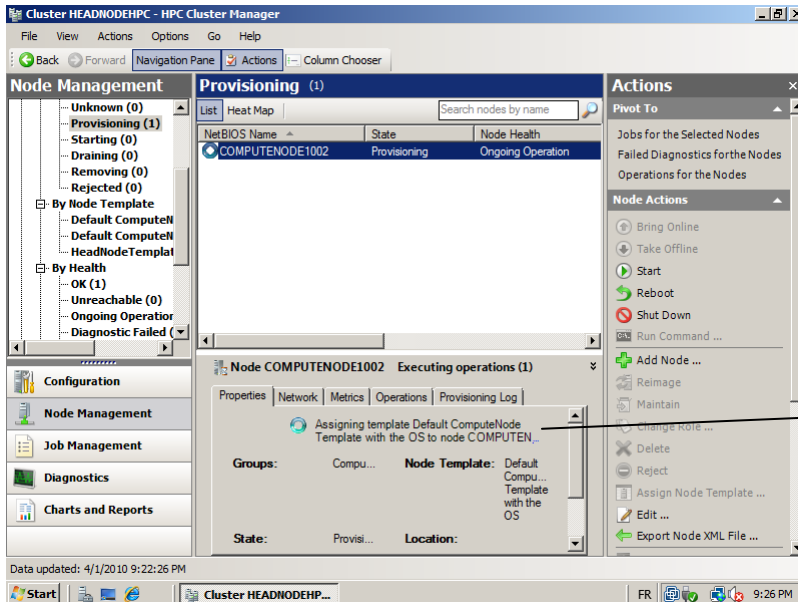 Cluster HEADNODEHPC - HPC Cluster Manager
File View Actions Options Go Help
Back Forward Navigation Pane Actions Column Chooser
Node Management
Unknown (0)
Provisioning (1)
Starting (0)
Draining (0)
Removing (0)
Rejected (0)
By Node Template
Default ComputeN
Default ComputeN
HeadNodeTemplat
By Health
OK (1)
Unreachable (0)
Ongoing Operation
Diagnostic Failed (
Configuration
Node Management
Job Management
Diagnostics
Charts and Reports
Provisioning (1)
List Heat Map Search nodes by name
NetBIOS Name State Node Health
COMPUTENODE1002 Provisioning Ongoing Operation
Node COMPUTENODE1002 Executing operations (1)
Properties Network Metrics Operations Provisioning Log
Assigning template Default ComputeNode
Template with the OS to node COMPUTEN...
Groups: Compu... Node Template: Default
Compu...
Template
with the
OS
State: Provisi... Location:
Actions
Pivot To
Jobs for the Selected Nodes
Failed Diagnostics forthe Nodes
Operations for the Nodes
Node Actions
Bring Online
Take Offline
Start
Reboot
Shut Down
Run Command ...
Add Node ...
Reimage
Maintain
Change Role ...
Delete
Reject
Assign Node Template ...
Edit ...
Export Node XML File ...
Data updated: 4/1/2010 9:22:26 PM
Start Cluster HEADNODEHP... FR 9:26 PM